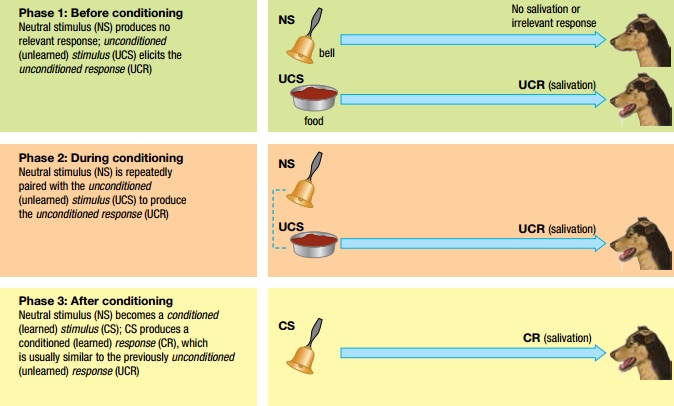 Phase 1: Before conditioning
Neutral stimulus (NS) produces no
relevant response; unconditioned
(unlearned) stimulus (UCS) elicits the
unconditioned response (UCR)
NS
bell
No salivation or
irrelevant response
UCS
food
UCR (salivation)
Phase 2: During conditioning
Neutral stimulus (NS) is repeatedly
paired with the unconditioned
(unlearned) stimulus (UCS) to produce
the unconditioned response (UCR)
NS
UCS
UCR (salivation)
Phase 3: After conditioning
Neutral stimulus (NS) becomes a conditioned
(learned) stimulus (CS); CS produces a
conditioned (learned) response (CR), which
is usually similar to the previously unconditioned
(unlearned) response (UCR)
CS
CR (salivation)